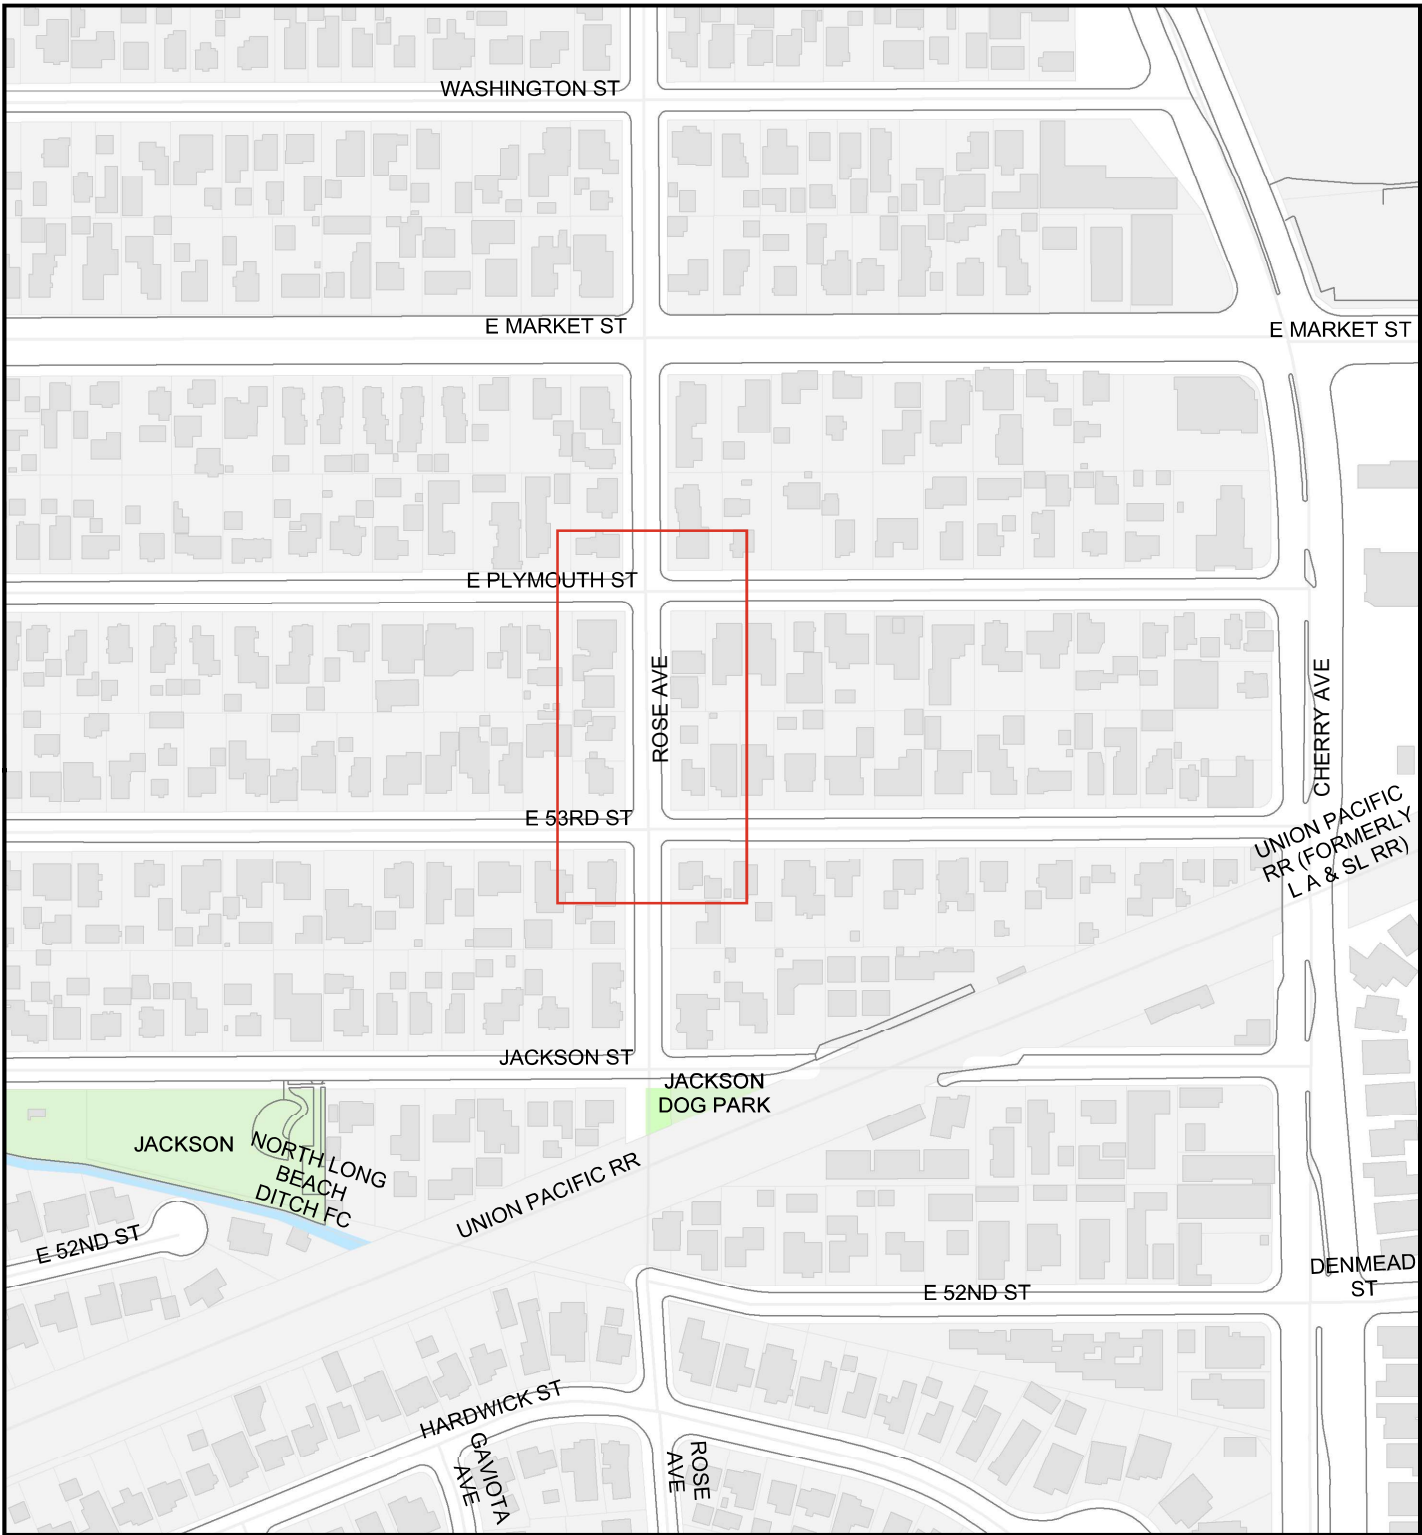 WASHINGTON ST
E MARKET ST
E MARKET ST
E PLYMOUTH ST
ROSE AVE
CHERRY AVE
E 53RD ST
UNION PACIFIC
RR (FORMERLY
L A & SL RR)
JACKSON ST
JACKSON
DOG PARK
JACKSON
NORTH LONG
BEACH
DITCH FC
UNION PACIFIC RR
E 52ND ST
DENMEAD
ST
E 52ND ST
HARDWICK ST
GAVIOTA
AVE
ROSE
AVE